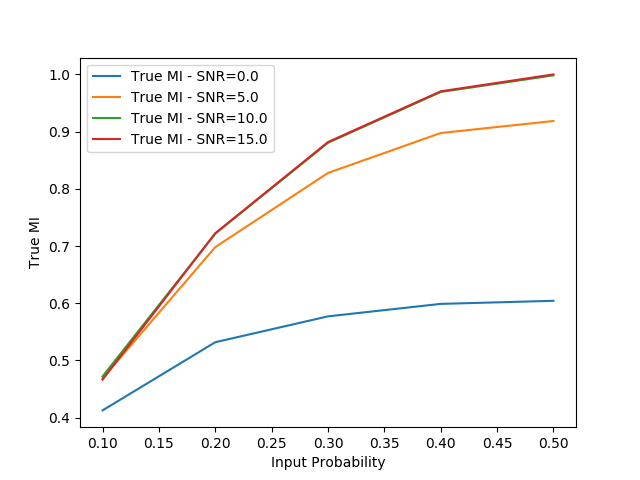 True MI - SNR=0.0
True MI - SNR=5.0
True MI - SNR=10.0
True MI - SNR=15.0
1.0
0.9
0.8
0.7
0.6
0.5
0.4
True MI
0.10 0.15 0.20 0.25 0.30 0.35 0.40 0.45 0.50
Input Probability